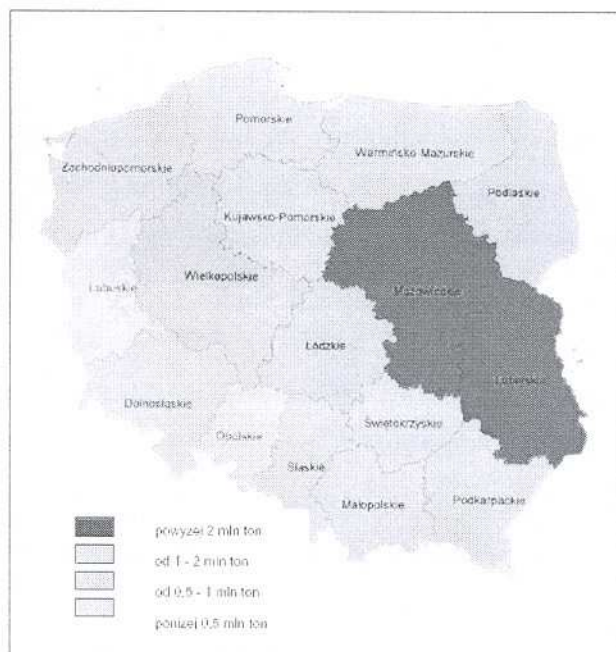 Pomorskie
Warmińsko-Mazurskie
Zachodniopomorskie
Podlaskie
Kujawsko-Pomorskie
Wielkopolskie
Mazowieckie
Lubuskie
Łódzkie
Lubelskie
Dolnośląskie
Opolskie
Świętokrzyskie
Śląskie
Małopolskie
Podkarpackie
powyżej 2 mln ton
od 1 - 2 mln ton
od 0,5 - 1 mln ton
poniżej 0,5 mln ton